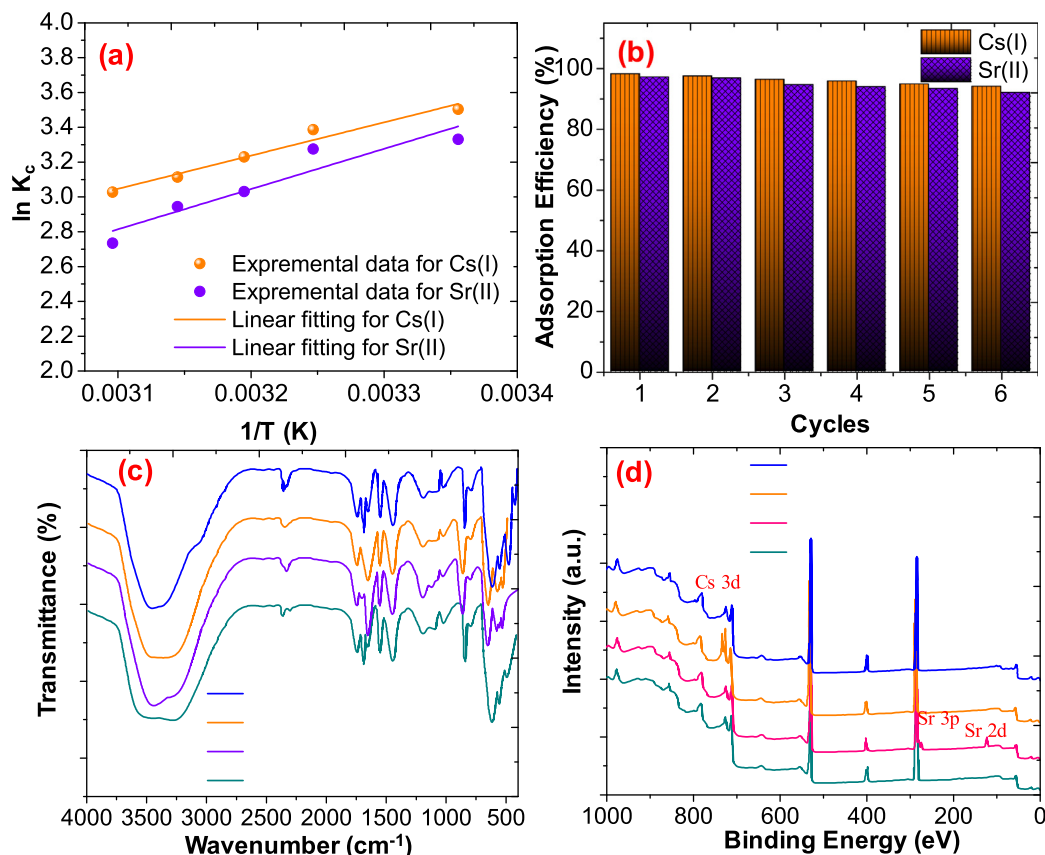 (a)
4.0
3.8
3.6
3.4
3.2
3.0
2.8
2.6
2.4
2.2
2.0
ln K_c
Expremental data for Cs(I)
Expremental data for Sr(II)
Linear fitting for Cs(I)
Linear fitting for Sr(II)
0.0031 0.0032 0.0033 0.0034
1/T (K)
(b)
Cs(I)
Sr(II)
100
80
60
40
20
0
Adsorption Efficiency (%)
1 2 3 4 5 6
Cycles
(c)
Transmittance (%)
4000 3500 3000 2500 2000 1500 1000 500
Wavenumber (cm⁻¹)
(d)
Cs 3d
Sr 3p
Sr 2d
Intensity (a.u.)
1000 800 600 400 200 0
Binding Energy (eV)